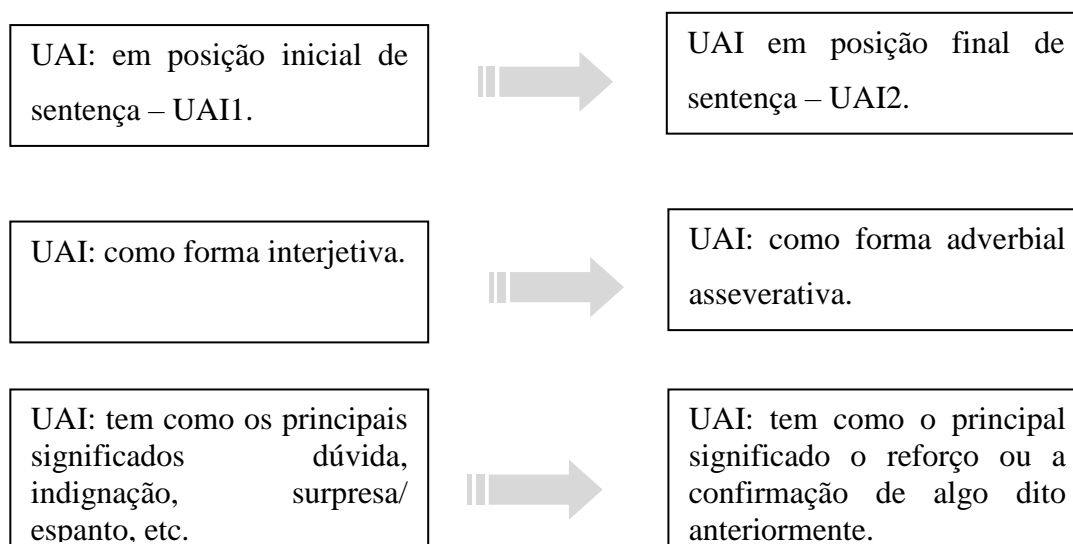 UAI: em posição inicial de
sentença – UAI1.
UAI em posição final de
sentença – UAI2.
UAI: como forma interjetiva.
UAI: como forma adverbial
asseverativa.
UAI: tem como os principais
significados dúvida,
indignação, surpresa/
espanto, etc.
UAI: tem como o principal
significado o reforço ou a
confirmação de algo dito
anteriormente.